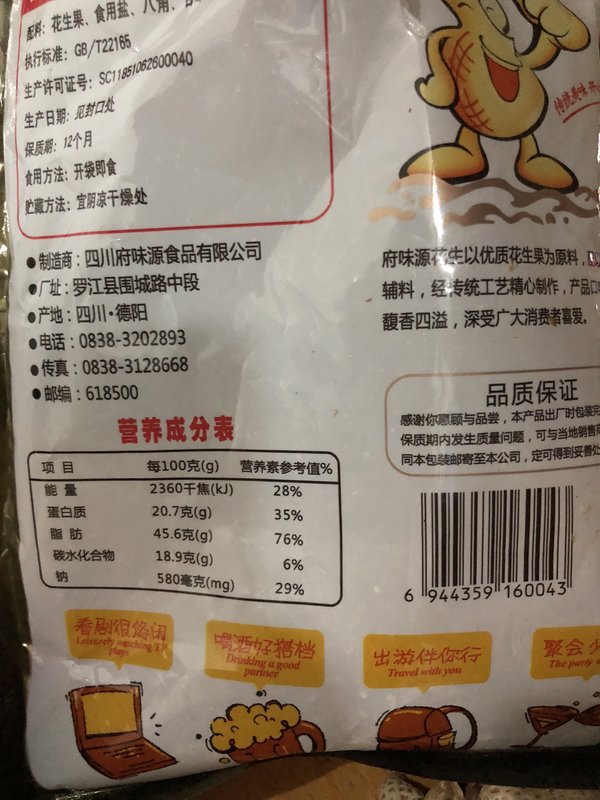 配料: 花生果、食用盐、八角、
执行标准: GB/T22165
生产许可证号: SC11851062600040
生产日期: 见封口处
保质期: 12个月
食用方法: 开袋即食
贮藏方法: 宜阴凉干燥处
传统美味
●制造商:四川府味源食品有限公司
●厂址:罗江县围城路中段
●产地:四川·德阳
●电话:0838-3202893
●传真:0838-3128668
●邮编:618500
府味源花生以优质花生果为原料,
辅料,经传统工艺精心制作,产品口
馥香四溢,深受广大消费者喜爱。
品质保证
感谢你惠顾与品尝,本产品出厂时包装完
保质期内发生质量问题,可与当地销售商
同本包装邮寄至本公司,定可得到妥善处
营养成分表
项 目 每100克(g) 营养素参考值%
能 量 2360千焦(kJ) 28%
蛋白质 20.7克(g) 35%
脂 肪 45.6克(g) 76%
碳水化合物 18.9克(g) 6%
钠 580毫克(mg) 29%
6 944359 160043
看剧很悠闲
Leisurely watching TV
plays
喝酒好搭档
Drinking a good
partner
出游伴你行
Travel with you
聚会
The party